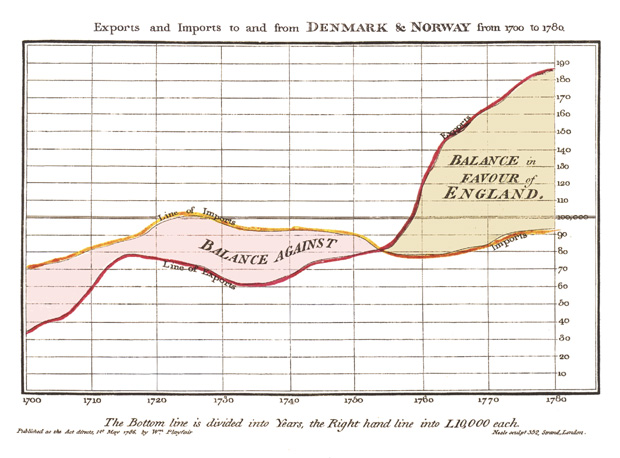 Exports and Imports to and from DENMARK & NORWAY from 1700 to 1780.
190
180
170
160
150
140
130
120
110
100,000
90
80
70
60
50
40
30
20
10
Exports
BALANCE in
FAVOUR of
ENGLAND.
Line of Imports
BALANCE AGAINST
Imports
Line of Exports
1700 1710 1720 1730 1740 1750 1760 1770 1780
The Bottom line is divided into Years, the Right hand line into L10,000 each.
Published as the Act directs, 1st May 1786, by Wm. Playfair
Neele sculpt 352, Strand, London.